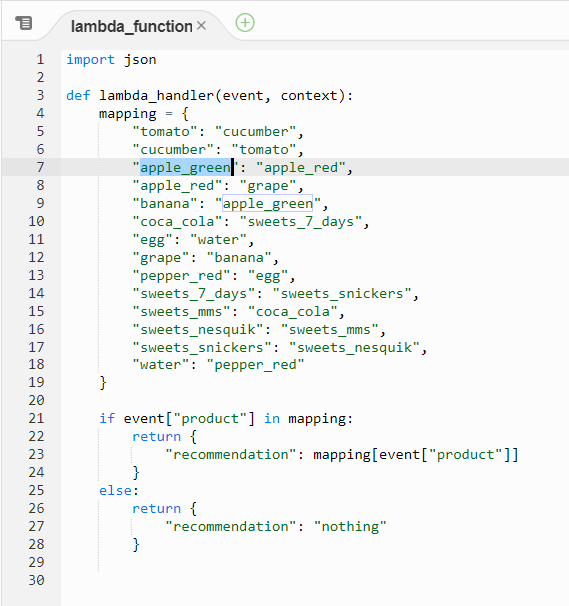 lambda_function ×
1 import json
2
3 def lambda_handler(event, context):
4     mapping = {
5         "tomato": "cucumber",
6         "cucumber": "tomato",
7         "apple_green": "apple_red",
8         "apple_red": "grape",
9         "banana": "apple_green",
10         "coca_cola": "sweets_7_days",
11         "egg": "water",
12         "grape": "banana",
13         "pepper_red": "egg",
14         "sweets_7_days": "sweets_snickers",
15         "sweets_mms": "coca_cola",
16         "sweets_nesquik": "sweets_mms",
17         "sweets_snickers": "sweets_nesquik",
18         "water": "pepper_red"
19     }
20
21     if event["product"] in mapping:
22         return {
23             "recommendation": mapping[event["product"]]
24         }
25     else:
26         return {
27             "recommendation": "nothing"
28         }
29
30